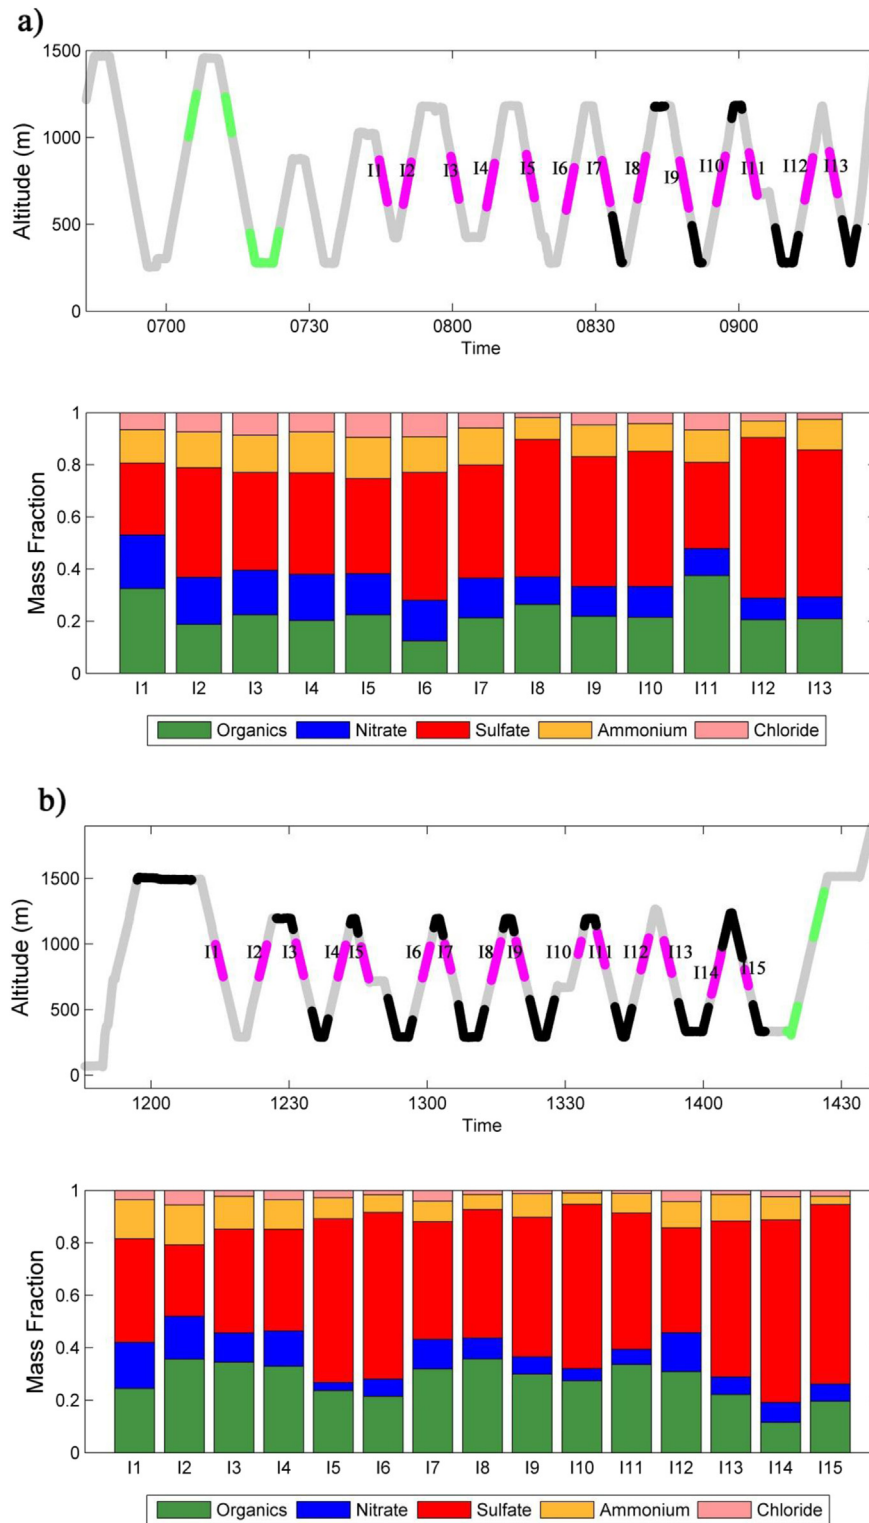 a)
1500
1000
500
0
Altitude (m)
I1 I2 I3 I4 I5 I6 I7 I8 I9 I10 I11 I12 I13
0700 0730 0800 0830 0900
Time
1
0.8
0.6
0.4
0.2
0
Mass Fraction
I1 I2 I3 I4 I5 I6 I7 I8 I9 I10 I11 I12 I13
Organics Nitrate Sulfate Ammonium Chloride
b)
1500
1000
500
0
Altitude (m)
I1 I2 I3 I4 I5 I6 I7 I8 I9 I10 I11 I12 I13 I14 I15
1200 1230 1300 1330 1400 1430
Time
1
0.8
0.6
0.4
0.2
0
Mass Fraction
I1 I2 I3 I4 I5 I6 I7 I8 I9 I10 I11 I12 I13 I14 I15
Organics Nitrate Sulfate Ammonium Chloride